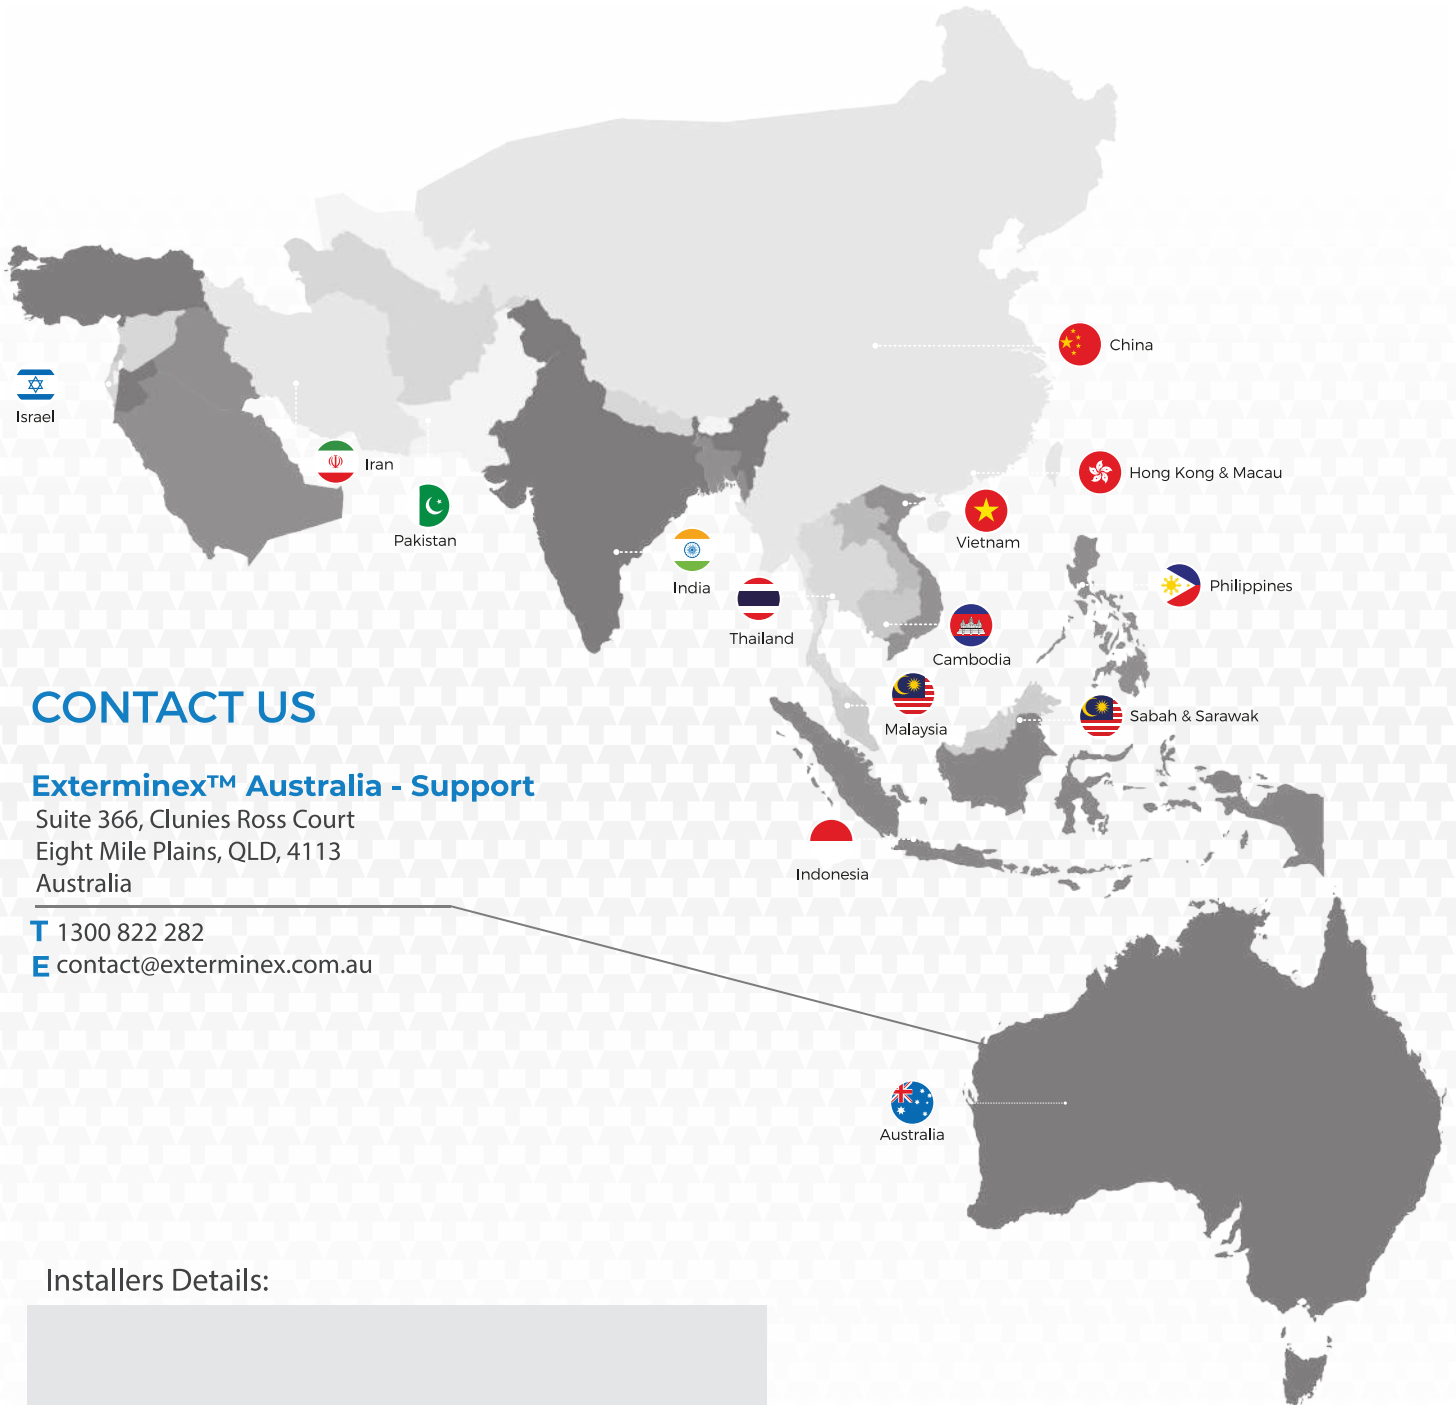 China
Israel
Iran
Hong Kong & Macau
Pakistan
Vietnam
India
Philippines
Thailand
Cambodia
CONTACT US
Malaysia
Sabah & Sarawak
Exterminex™ Australia - Support
Suite 366, Clunies Ross Court
Eight Mile Plains, QLD, 4113
Australia
Indonesia
T 1300 822 282
E contact@exterminex.com.au
Australia
Installers Details: